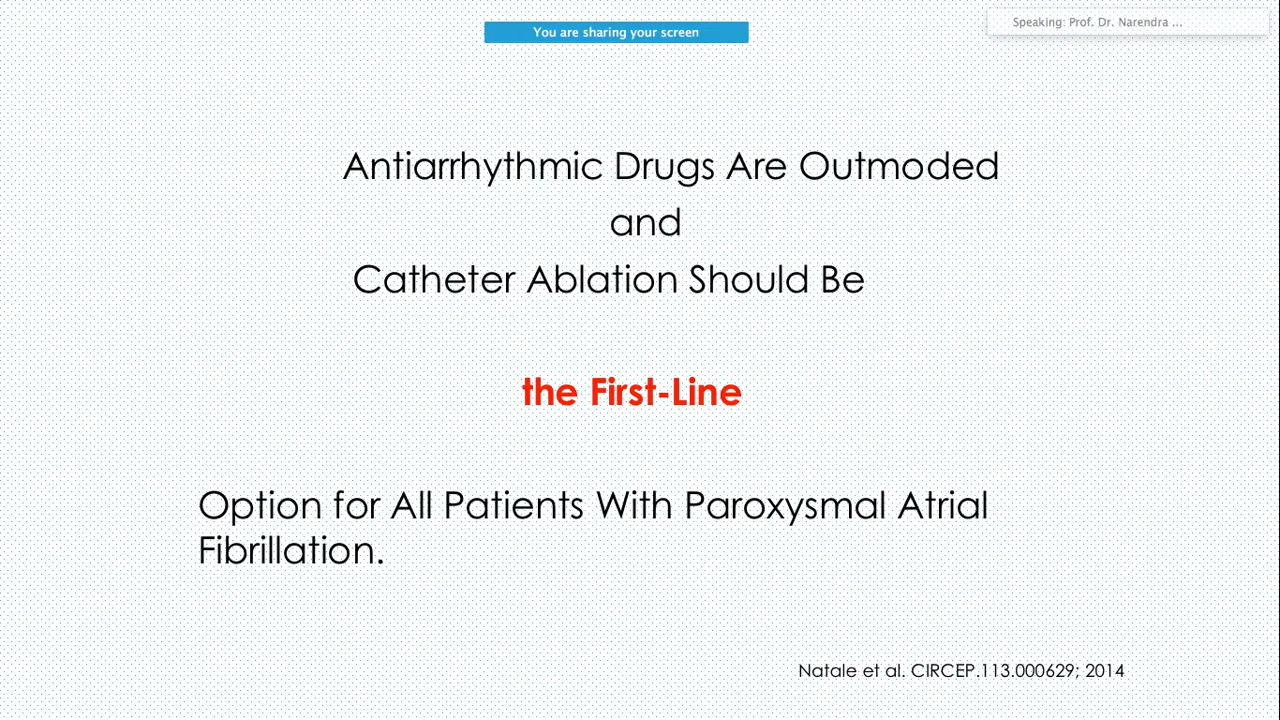 You are sharing your screen
Speaking: Prof. Dr. Narendra ...
Antiarrhythmic Drugs Are Outmoded
and
Catheter Ablation Should Be
the First-Line
Option for All Patients With Paroxysmal Atrial
Fibrillation.
Natale et al. CIRCEP.113.000629; 2014